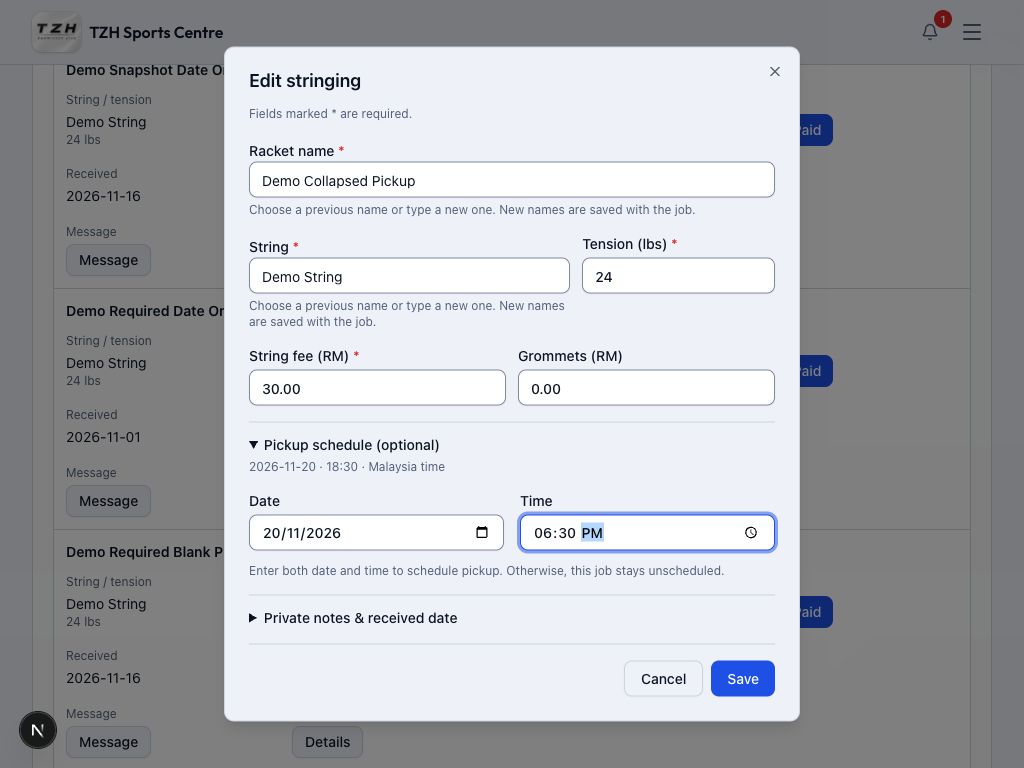 TZH
TZH Sports Centre
1
Demo Snapshot Date Or
String / tension
Demo String
24 lbs
Paid
Received
2026-11-16
Message
Message
Demo Required Date Or
String / tension
Demo String
24 lbs
Paid
Received
2026-11-01
Message
Message
Demo Required Blank P
String / tension
Demo String
24 lbs
Paid
Received
2026-11-16
Message
Message
Details
N
Edit stringing
Fields marked * are required.
Racket name *
Demo Collapsed Pickup
Choose a previous name or type a new one. New names are saved with the job.
String *
Tension (lbs) *
Demo String
24
Choose a previous name or type a new one. New names
are saved with the job.
String fee (RM) *
Grommets (RM)
30.00
0.00
Pickup schedule (optional)
2026-11-20 · 18:30 · Malaysia time
Date
Time
20/11/2026
06:30 PM
Enter both date and time to schedule pickup. Otherwise, this job stays unscheduled.
Private notes & received date
Cancel
Save